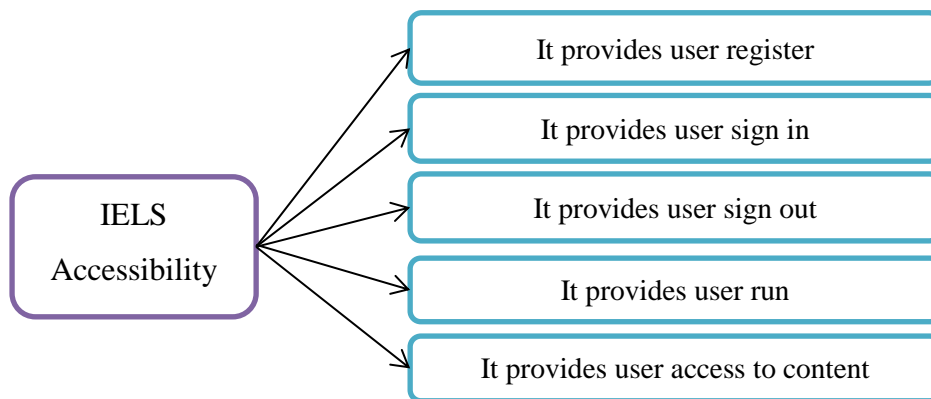 IELS
Accessibility
It provides user register
It provides user sign in
It provides user sign out
It provides user run
It provides user access to content